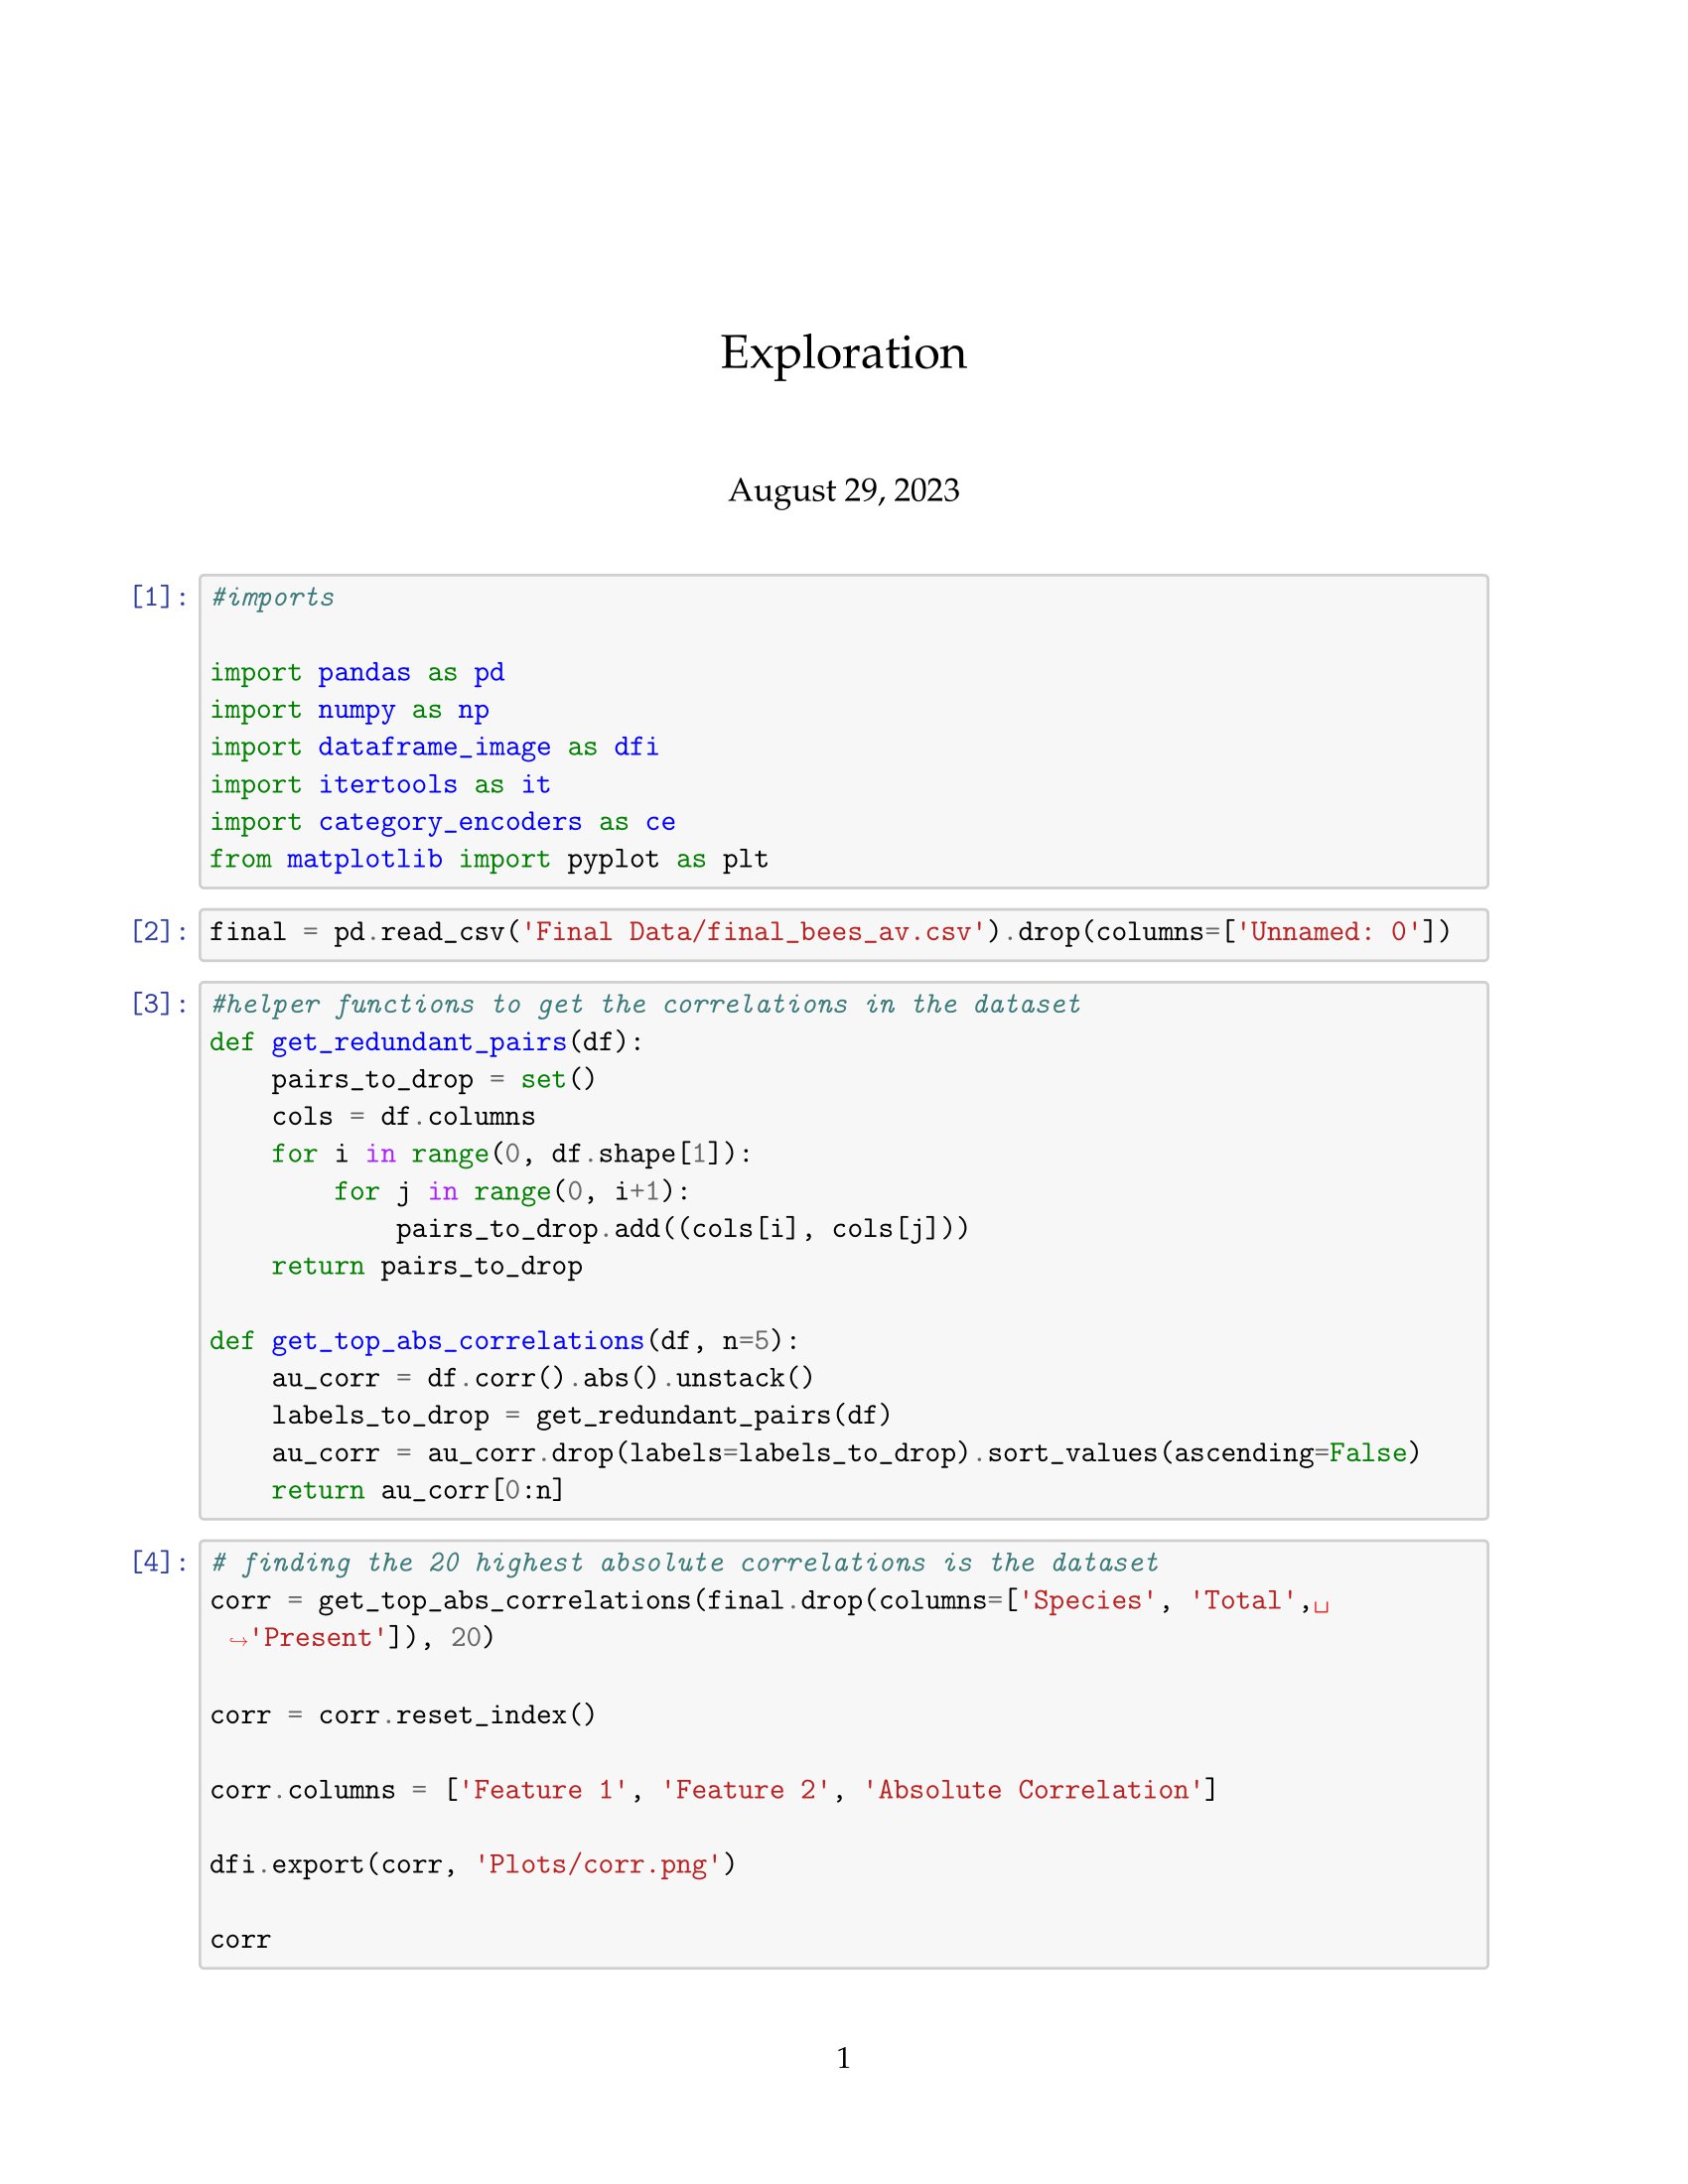 Exploration
August 29, 2023
[1]: #imports
import pandas as pd
import numpy as np
import dataframe_image as dfi
import itertools as it
import category_encoders as ce
from matplotlib import pyplot as plt
[2]: final = pd.read_csv('Final Data/final_bees_av.csv').drop(columns=['Unnamed: 0'])
[3]: #helper functions to get the correlations in the dataset
def get_redundant_pairs(df):
    pairs_to_drop = set()
    cols = df.columns
    for i in range(0, df.shape[1]):
        for j in range(0, i+1):
            pairs_to_drop.add((cols[i], cols[j]))
    return pairs_to_drop
def get_top_abs_correlations(df, n=5):
    au_corr = df.corr().abs().unstack()
    labels_to_drop = get_redundant_pairs(df)
    au_corr = au_corr.drop(labels=labels_to_drop).sort_values(ascending=False)
    return au_corr[0:n]
[4]: # finding the 20 highest absolute correlations is the dataset
corr = get_top_abs_correlations(final.drop(columns=['Species', 'Total',␣
↪'Present']), 20)
corr = corr.reset_index()
corr.columns = ['Feature 1', 'Feature 2', 'Absolute Correlation']
dfi.export(corr, 'Plots/corr.png')
corr
1